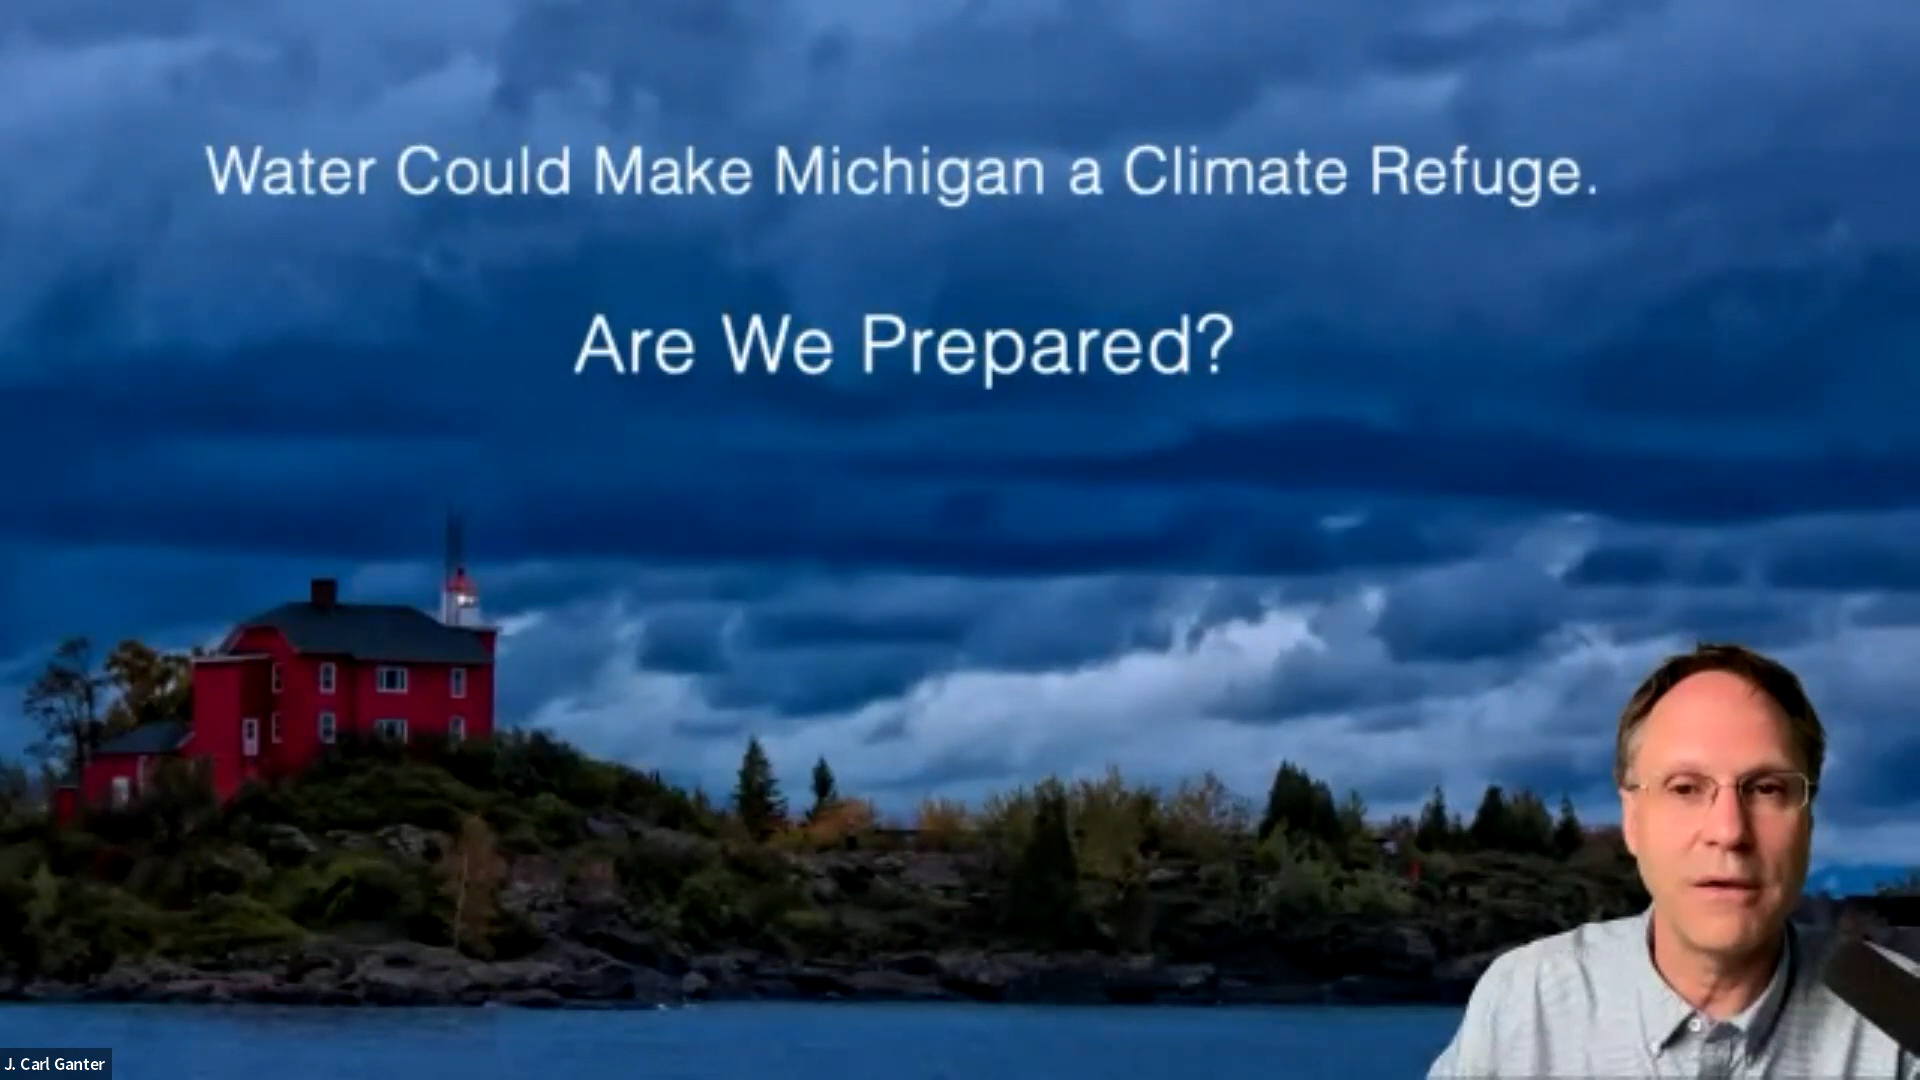 Water Could Make Michigan a Climate Refuge.
Are We Prepared?
J. Carl Ganter